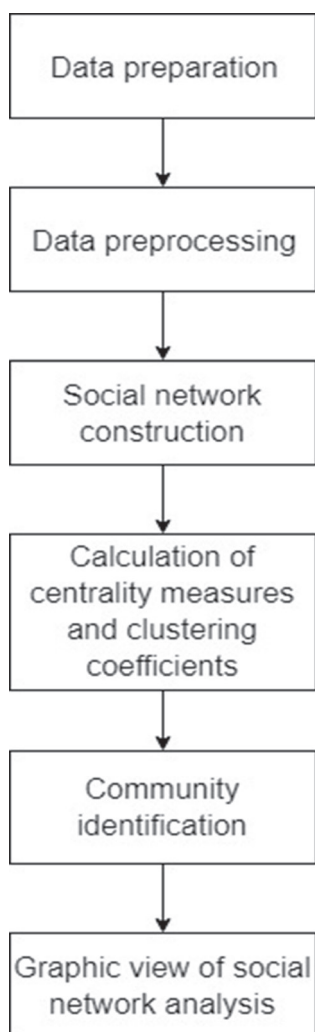 Data preparation
Data preprocessing
Social network
construction
Calculation of
centrality measures
and clustering
coefficients
Community
identification
Graphic view of social
network analysis